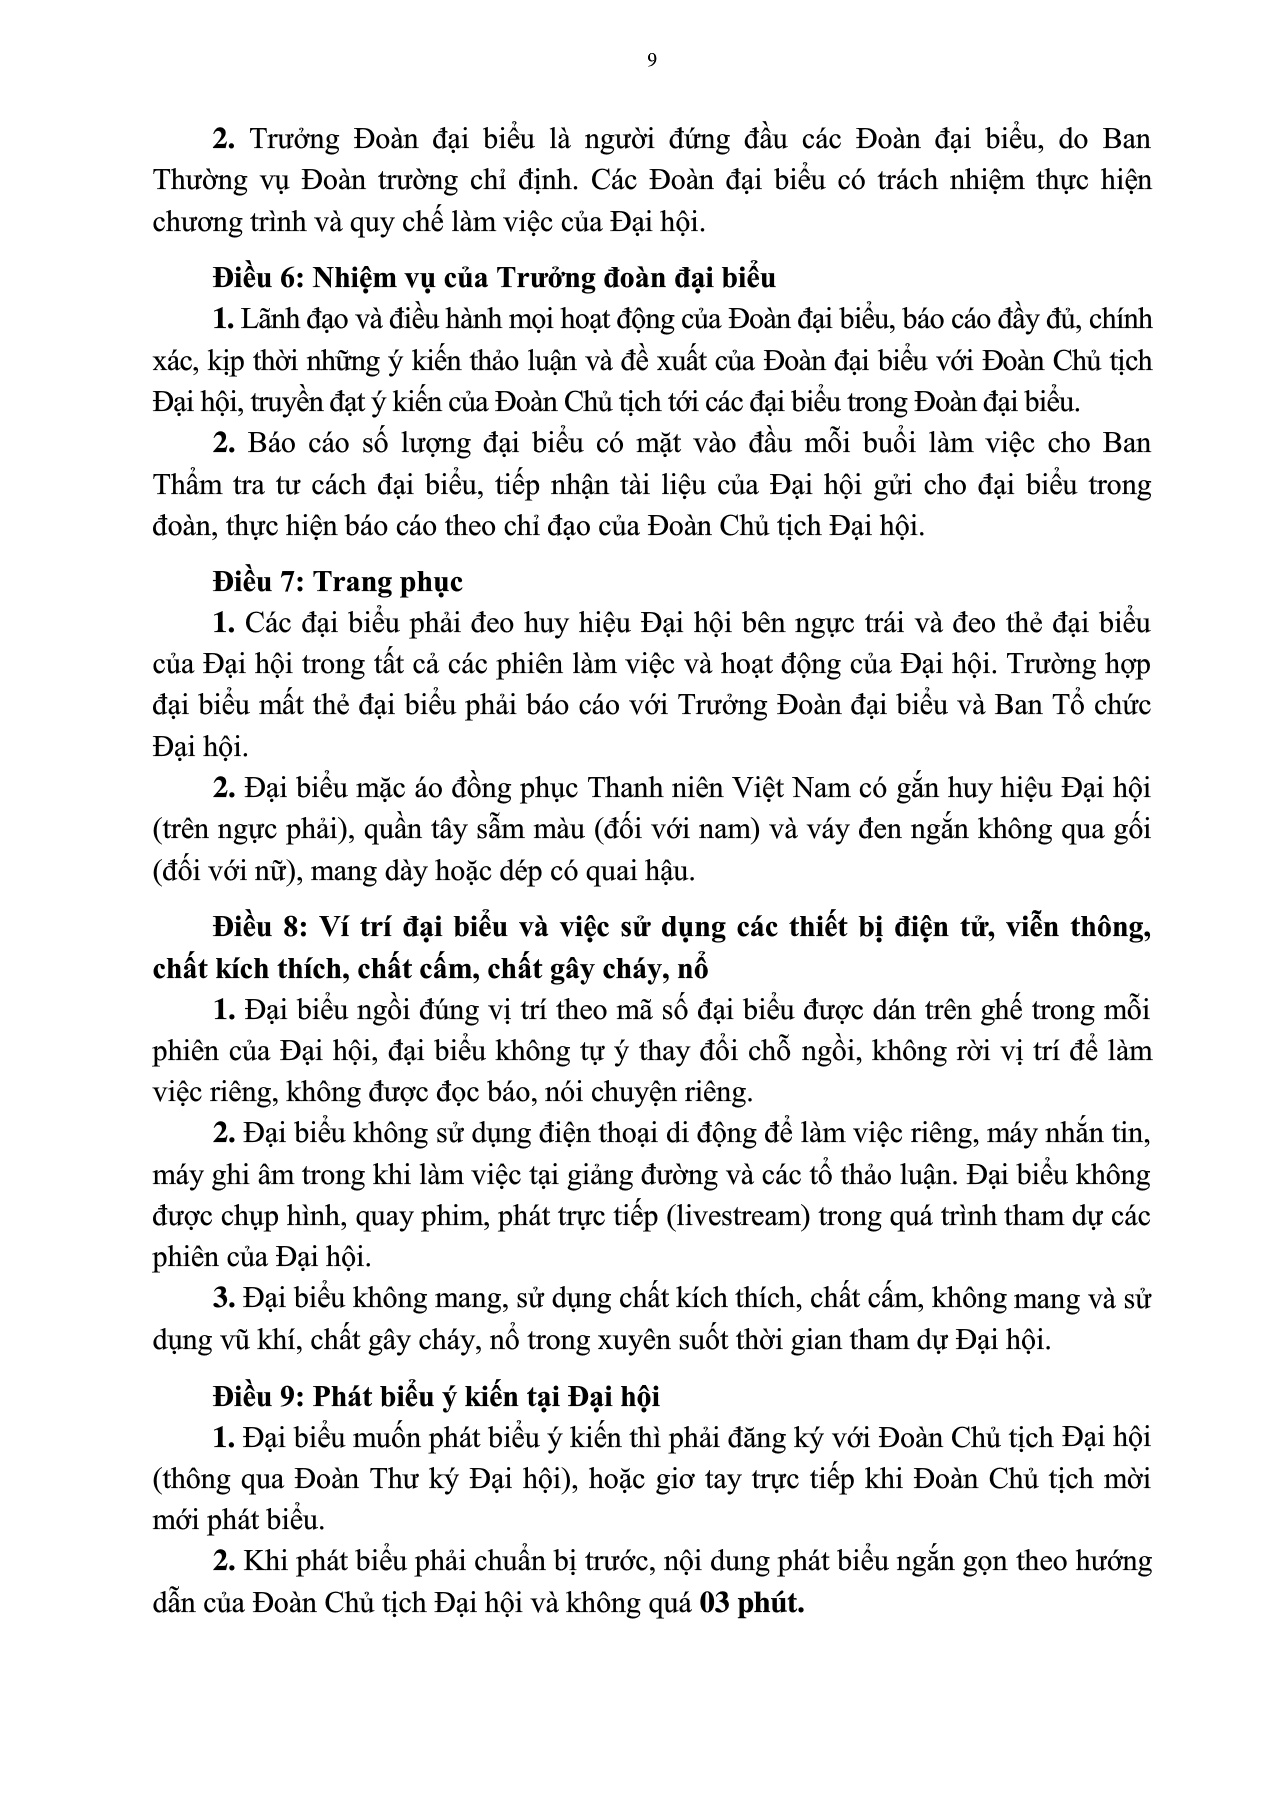 9
2. Trưởng Đoàn đại biểu là người đứng đầu các Đoàn đại biểu, do Ban
Thường vụ Đoàn trường chỉ định. Các Đoàn đại biểu có trách nhiệm thực hiện
chương trình và quy chế làm việc của Đại hội.
Điều 6: Nhiệm vụ của Trưởng đoàn đại biểu
1. Lãnh đạo và điều hành mọi hoạt động của Đoàn đại biểu, báo cáo đầy đủ, chính
xác, kịp thời những ý kiến thảo luận và đề xuất của Đoàn đại biểu với Đoàn Chủ tịch
Đại hội, truyền đạt ý kiến của Đoàn Chủ tịch tới các đại biểu trong Đoàn đại biểu.
2. Báo cáo số lượng đại biểu có mặt vào đầu mỗi buổi làm việc cho Ban
Thẩm tra tư cách đại biểu, tiếp nhận tài liệu của Đại hội gửi cho đại biểu trong
đoàn, thực hiện báo cáo theo chỉ đạo của Đoàn Chủ tịch Đại hội.
Điều 7: Trang phục
1. Các đại biểu phải đeo huy hiệu Đại hội bên ngực trái và đeo thẻ đại biểu
của Đại hội trong tất cả các phiên làm việc và hoạt động của Đại hội. Trường hợp
đại biểu mất thẻ đại biểu phải báo cáo với Trưởng Đoàn đại biểu và Ban Tổ chức
Đại hội.
2. Đại biểu mặc áo đồng phục Thanh niên Việt Nam có gắn huy hiệu Đại hội
(trên ngực phải), quần tây sẫm màu (đối với nam) và váy đen ngắn không qua gối
(đối với nữ), mang dày hoặc dép có quai hậu.
Điều 8: Ví trí đại biểu và việc sử dụng các thiết bị điện tử, viễn thông,
chất kích thích, chất cấm, chất gây cháy, nổ
1. Đại biểu ngồi đúng vị trí theo mã số đại biểu được dán trên ghế trong mỗi
phiên của Đại hội, đại biểu không tự ý thay đổi chỗ ngồi, không rời vị trí để làm
việc riêng, không được đọc báo, nói chuyện riêng.
2. Đại biểu không sử dụng điện thoại di động để làm việc riêng, máy nhắn tin,
máy ghi âm trong khi làm việc tại giảng đường và các tổ thảo luận. Đại biểu không
được chụp hình, quay phim, phát trực tiếp (livestream) trong quá trình tham dự các
phiên của Đại hội.
3. Đại biểu không mang, sử dụng chất kích thích, chất cấm, không mang và sử
dụng vũ khí, chất gây cháy, nổ trong xuyên suốt thời gian tham dự Đại hội.
Điều 9: Phát biểu ý kiến tại Đại hội
1. Đại biểu muốn phát biểu ý kiến thì phải đăng ký với Đoàn Chủ tịch Đại hội
(thông qua Đoàn Thư ký Đại hội), hoặc giơ tay trực tiếp khi Đoàn Chủ tịch mời
mới phát biểu.
2. Khi phát biểu phải chuẩn bị trước, nội dung phát biểu ngắn gọn theo hướng
dẫn của Đoàn Chủ tịch Đại hội và không quá 03 phút.